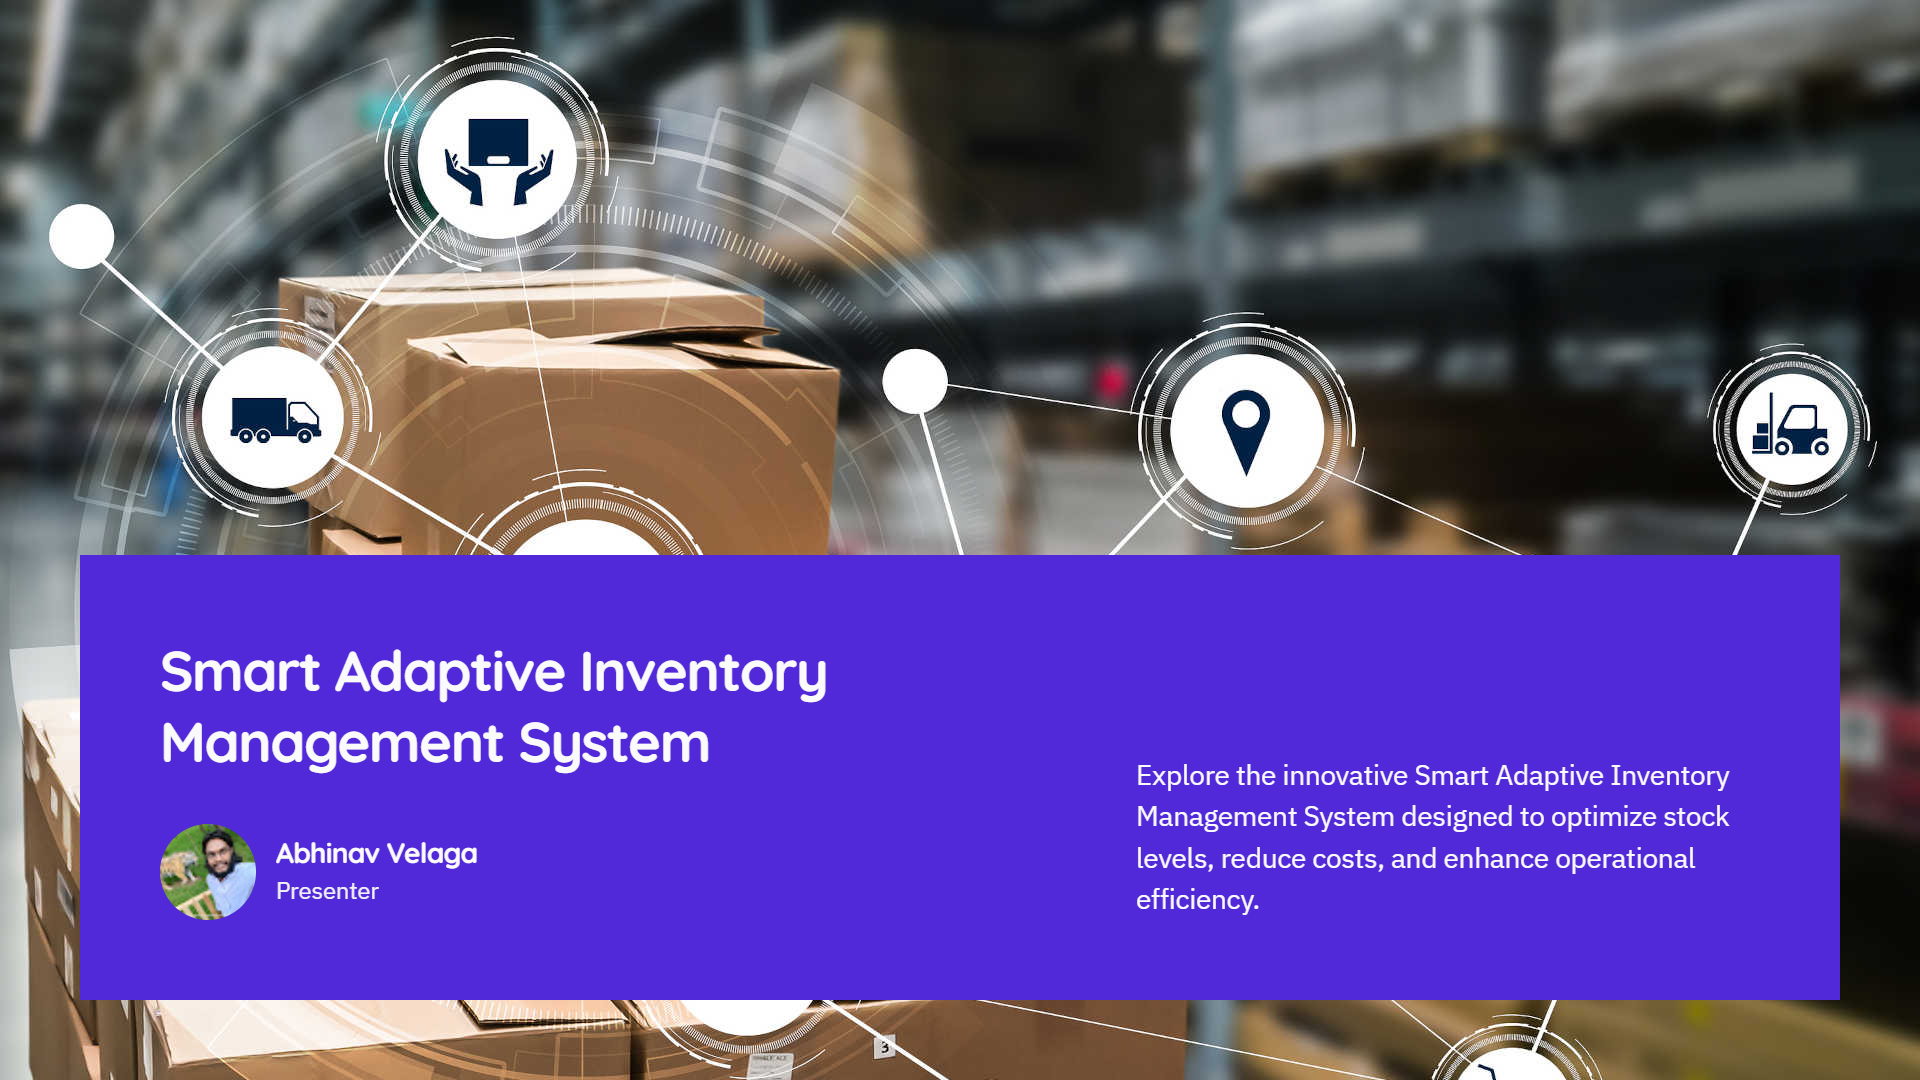 Smart Adaptive Inventory
Management System
Abhinav Velaga
Presenter
Explore the innovative Smart Adaptive Inventory
Management System designed to optimize stock
levels, reduce costs, and enhance operational
efficiency.
3